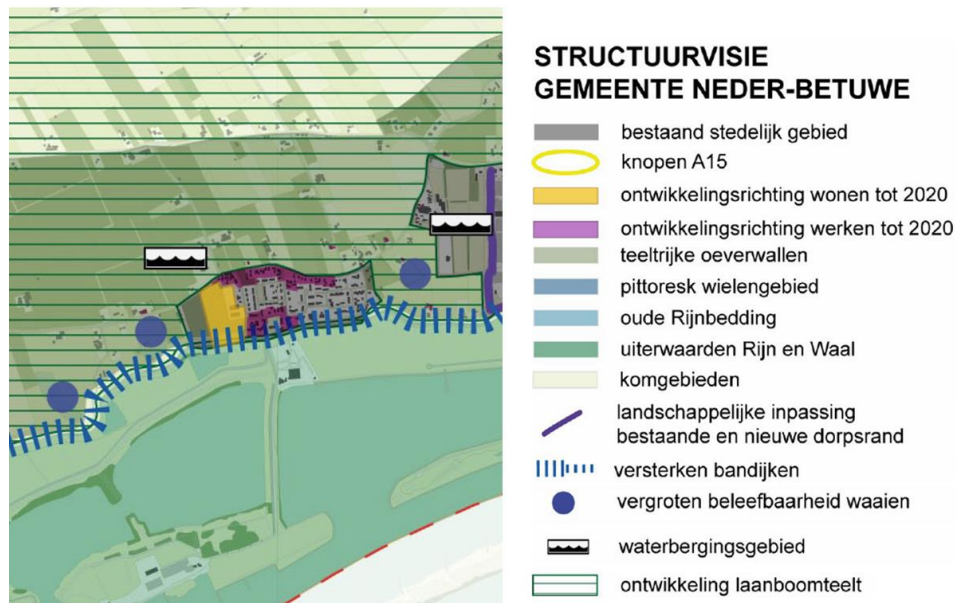 STRUCTUURVISIE
GEMEENTE NEDER-BETUWE
bestaand stedelijk gebied
knopen A15
ontwikkelingsrichting wonen tot 2020
ontwikkelingsrichting werken tot 2020
teeltrijke oeverwallen
pittoresk wielengebied
oude Rijnbedding
uiterwaarden Rijn en Waal
komgebieden
landschappelijke inpassing
bestaande en nieuwe dorpsrand
versterken bandijken
vergroten beleefbaarheid waaien
waterbergingsgebied
ontwikkeling laanboomteelt